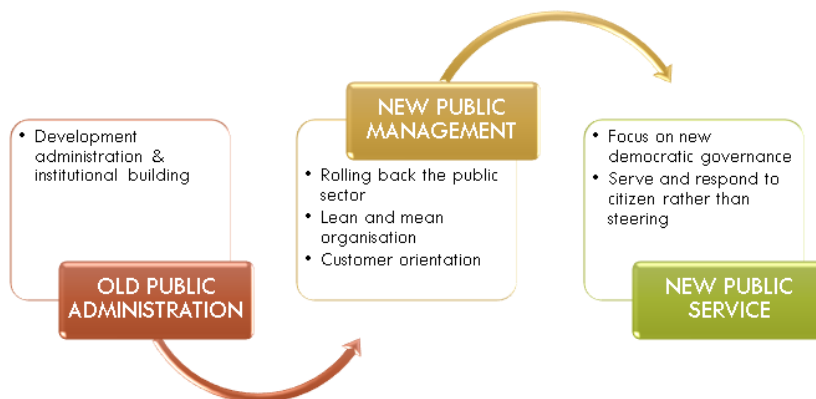 • Development
administration &
institutional building
OLD PUBLIC
ADMINISTRATION
NEW PUBLIC
MANAGEMENT
• Rolling back the public
sector
• Lean and mean
organisation
• Customer orientation
• Focus on new
democratic governance
• Serve and respond to
citizen rather than
steering
NEW PUBLIC
SERVICE